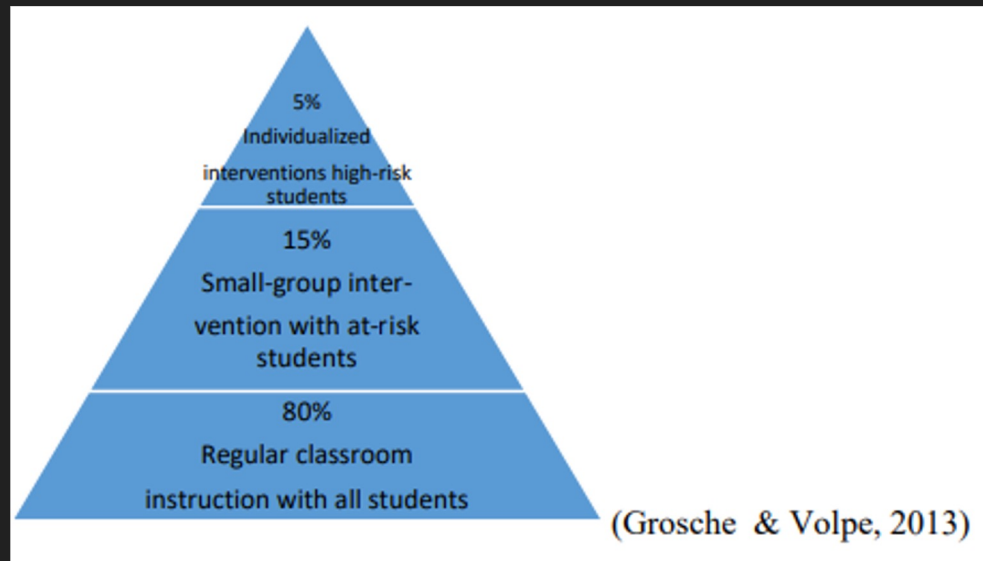 5%
Individualized
interventions high-risk
students
15%
Small-group inter-
vention with at-risk
students
80%
Regular classroom
instruction with all students
(Grosche & Volpe, 2013)